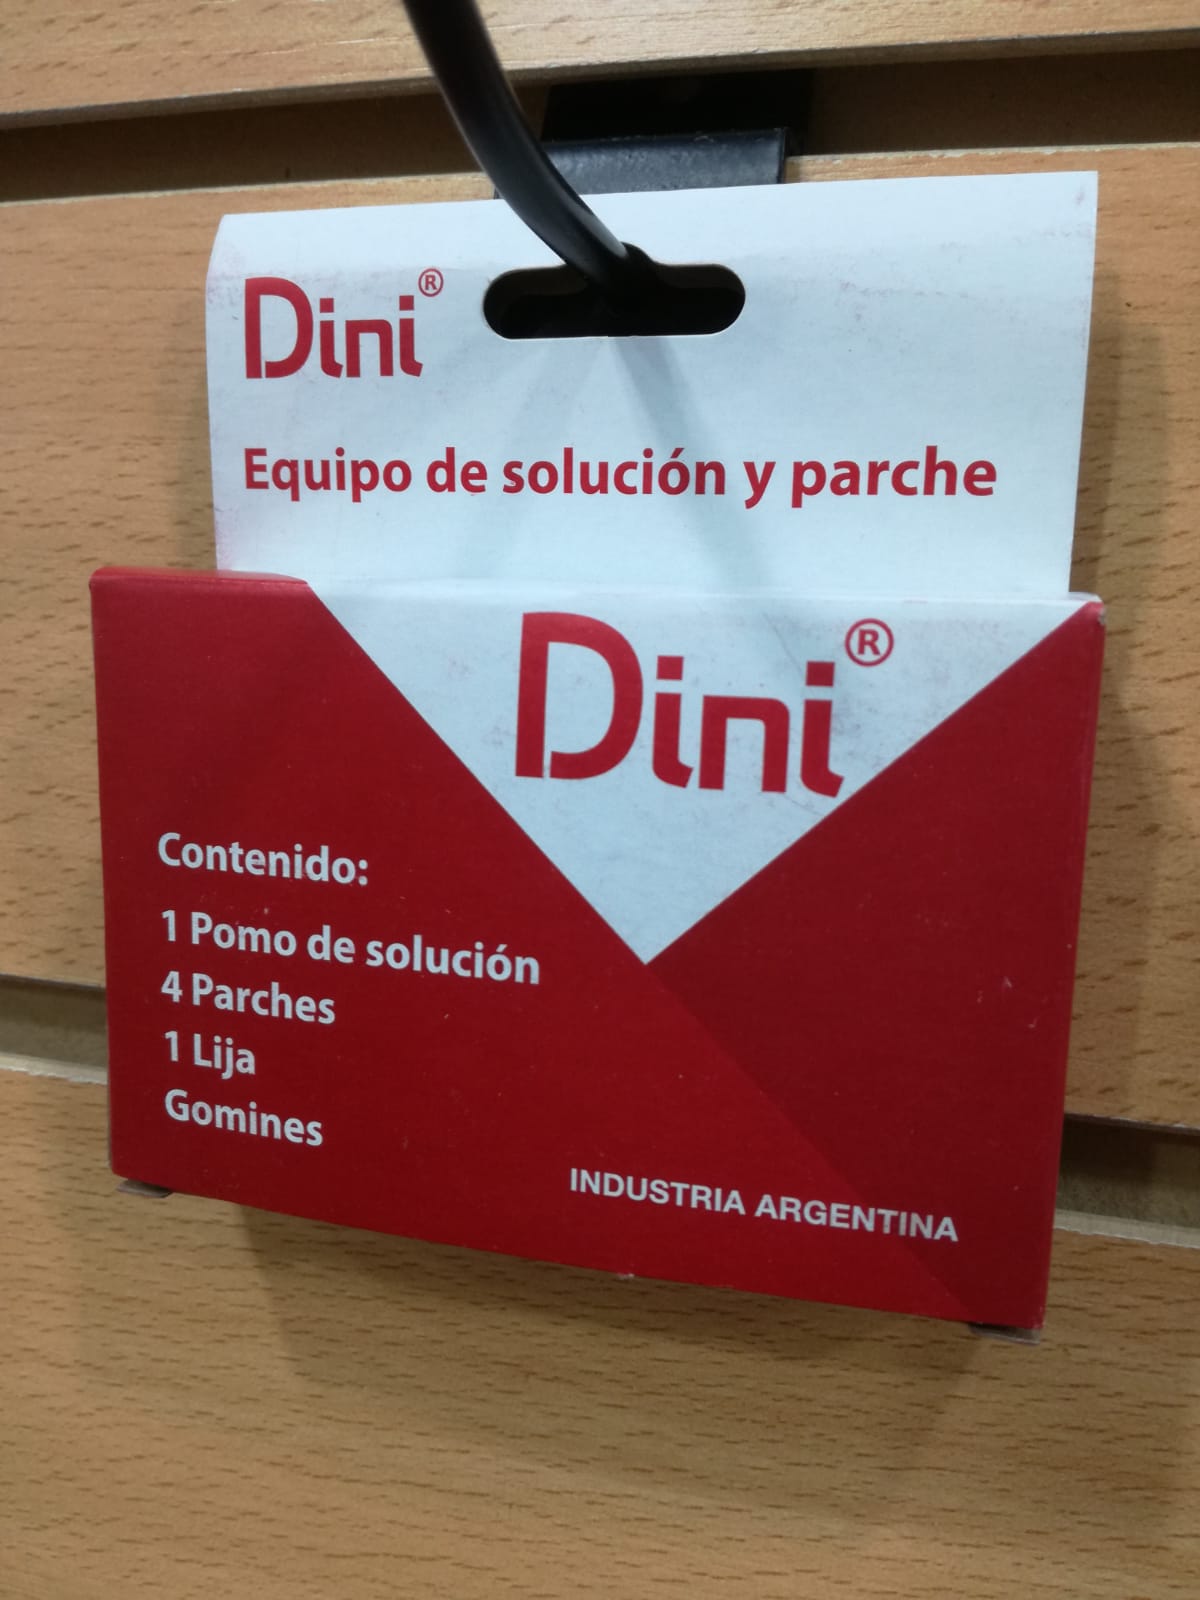 Dini®
Equipo de solución y parche
Dini®
Contenido:
1 Pomo de solución
4 Parches
1 Lija
Gomines
INDUSTRIA ARGENTINA